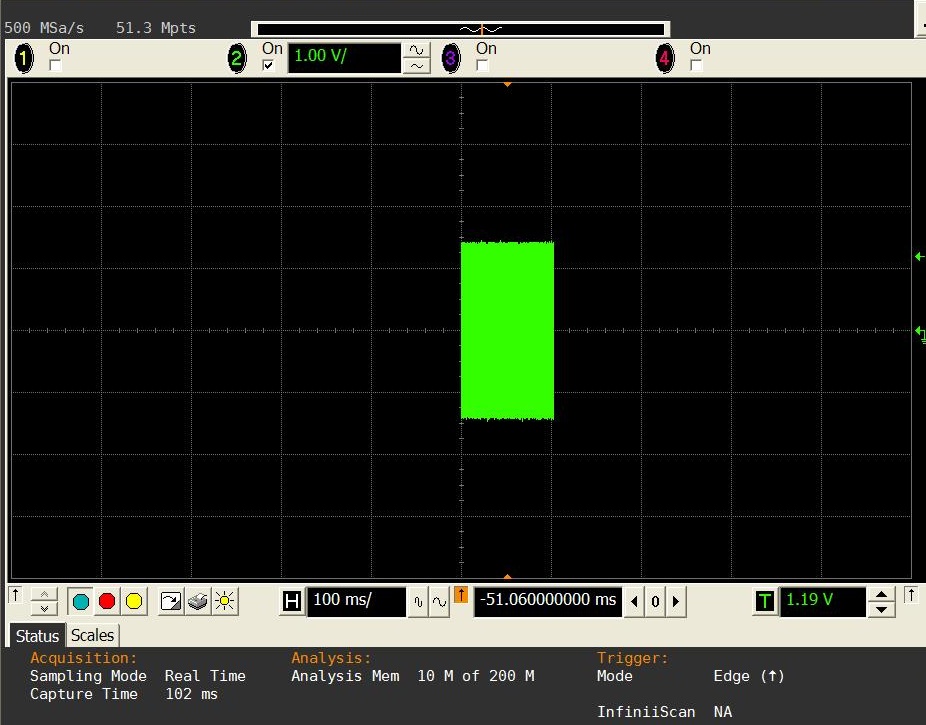 500 MSa/s 51.3 Mpts
1 On 2 On 1.00 V/ 3 On 4 On
H 100 ms/ -51.060000000 ms 0 T 1.19 V
Status Scales
Acquisition: Analysis: Trigger:
Sampling Mode Real Time Analysis Mem 10 M of 200 M Mode Edge (↑)
Capture Time 102 ms
InfiniiScan NA